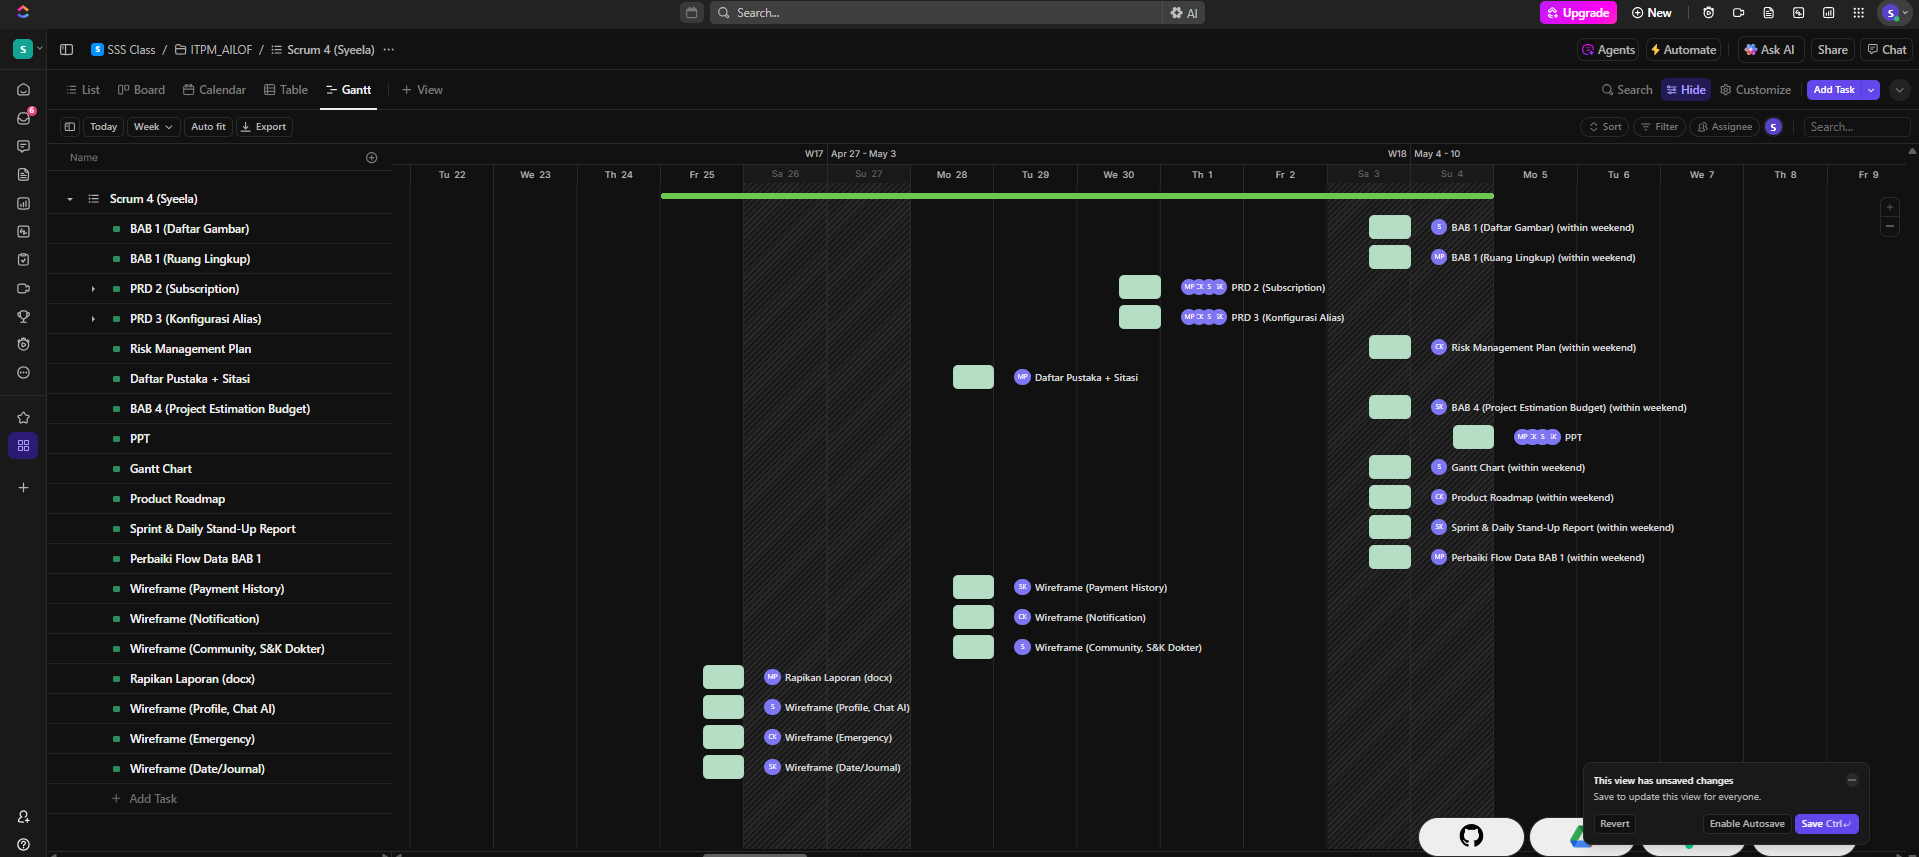 Search...
AI
Upgrade
New
S
S
S SSS Class / ITPM_AILOF / Scrum 4 (Syeela) ...
Agents
Automate
Ask AI
Share
Chat
List
Board
Calendar
Table
Gantt
+ View
Search
Hide
Customize
Add Task
6
Today
Week
Auto fit
Export
Sort
Filter
Assignee
S
Search...
Name
W17 Apr 27 - May 3
W18 May 4 - 10
Tu 22 We 23 Th 24 Fr 25 Sa 26 Su 27 Mo 28 Tu 29 We 30 Th 1 Fr 2 Sa 3 Su 4 Mo 5 Tu 6 We 7 Th 8 Fr 9
Scrum 4 (Syeela)
BAB 1 (Daftar Gambar)
S BAB 1 (Daftar Gambar) (within weekend)
BAB 1 (Ruang Lingkup)
MP BAB 1 (Ruang Lingkup) (within weekend)
PRD 2 (Subscription)
MP CK S SK PRD 2 (Subscription)
PRD 3 (Konfigurasi Alias)
MP CK S SK PRD 3 (Konfigurasi Alias)
Risk Management Plan
CK Risk Management Plan (within weekend)
Daftar Pustaka + Sitasi
MP Daftar Pustaka + Sitasi
BAB 4 (Project Estimation Budget)
SK BAB 4 (Project Estimation Budget) (within weekend)
PPT
MP CK S SK PPT
Gantt Chart
S Gantt Chart (within weekend)
Product Roadmap
CK Product Roadmap (within weekend)
Sprint & Daily Stand-Up Report
SK Sprint & Daily Stand-Up Report (within weekend)
Perbaiki Flow Data BAB 1
MP Perbaiki Flow Data BAB 1 (within weekend)
Wireframe (Payment History)
SK Wireframe (Payment History)
Wireframe (Notification)
CK Wireframe (Notification)
Wireframe (Community, S&K Dokter)
S Wireframe (Community, S&K Dokter)
Rapikan Laporan (docx)
MP Rapikan Laporan (docx)
Wireframe (Profile, Chat AI)
S Wireframe (Profile, Chat AI)
Wireframe (Emergency)
CK Wireframe (Emergency)
Wireframe (Date/Journal)
SK Wireframe (Date/Journal)
+ Add Task
This view has unsaved changes
Save to update this view for everyone.
Revert
Enable Autosave
Save Ctrl↵